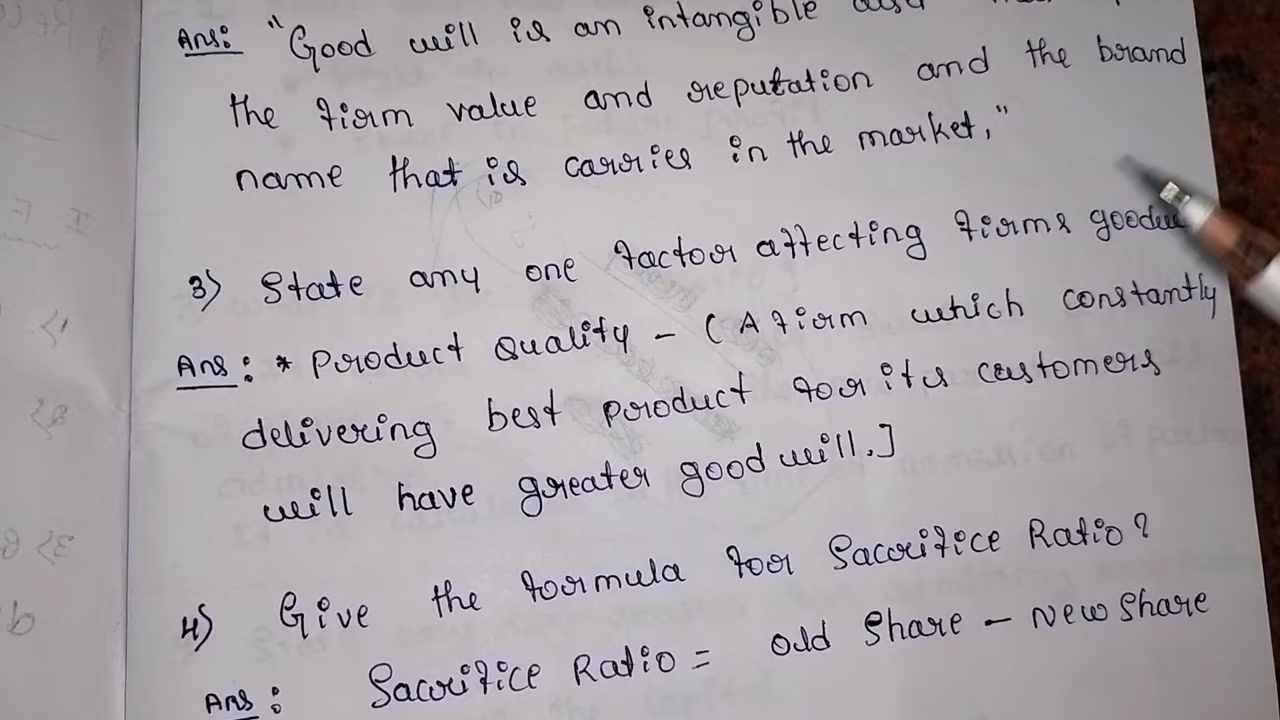 Ans: "Good will is an intangible
the firm value and reputation and the brand
name that is carries in the market,"
3) State any one factor affecting firms
Ans: * product Quality - (A firm which constantly
delivering best product for its customers
will have greater good will.]
4) Give the formula for Sacrifice Ratio?
Ans: Sacrifice Ratio = Old Share - New Share